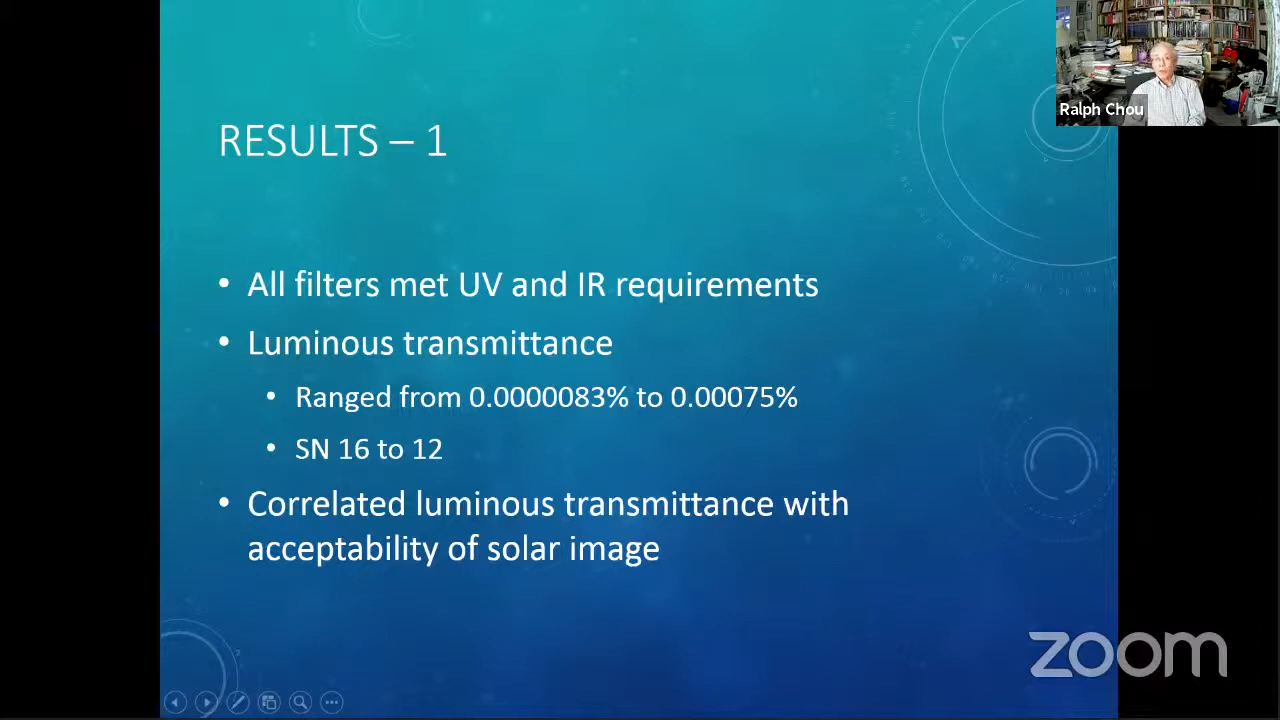 Ralph Chou
RESULTS – 1
• All filters met UV and IR requirements
• Luminous transmittance
• Ranged from 0.0000083% to 0.00075%
• SN 16 to 12
• Correlated luminous transmittance with
acceptability of solar image
zoom